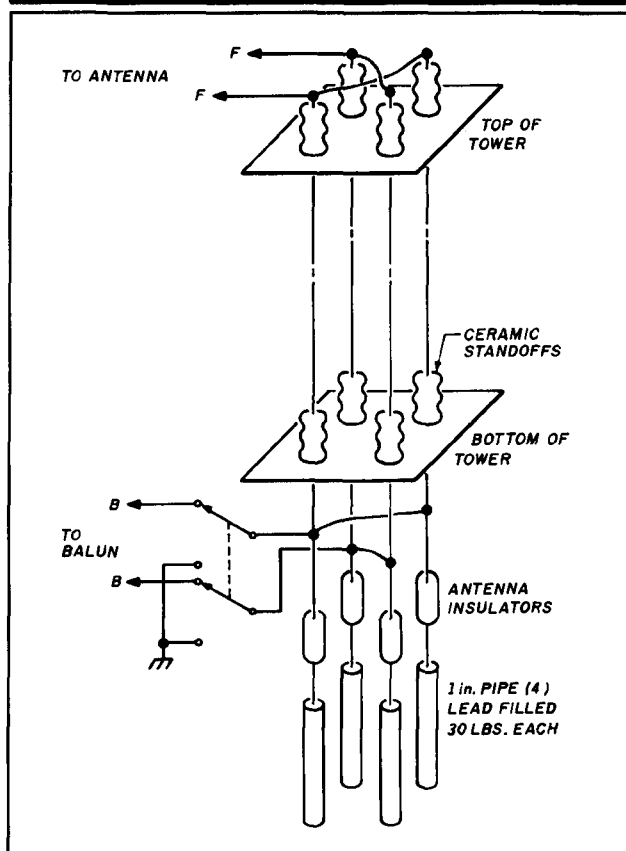 F
TO ANTENNA
F
TOP OF
TOWER
CERAMIC
STANDOFFS
BOTTOM OF
TOWER
B
TO
BALUN
B
ANTENNA
INSULATORS
1 in. PIPE (4)
LEAD FILLED
30 LBS. EACH